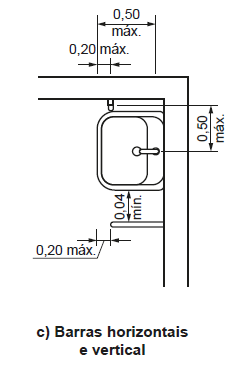 0,50
máx.
0,20 máx.
0,50
máx.
0,04
mín.
0,20 máx.
c) Barras horizontais
e vertical